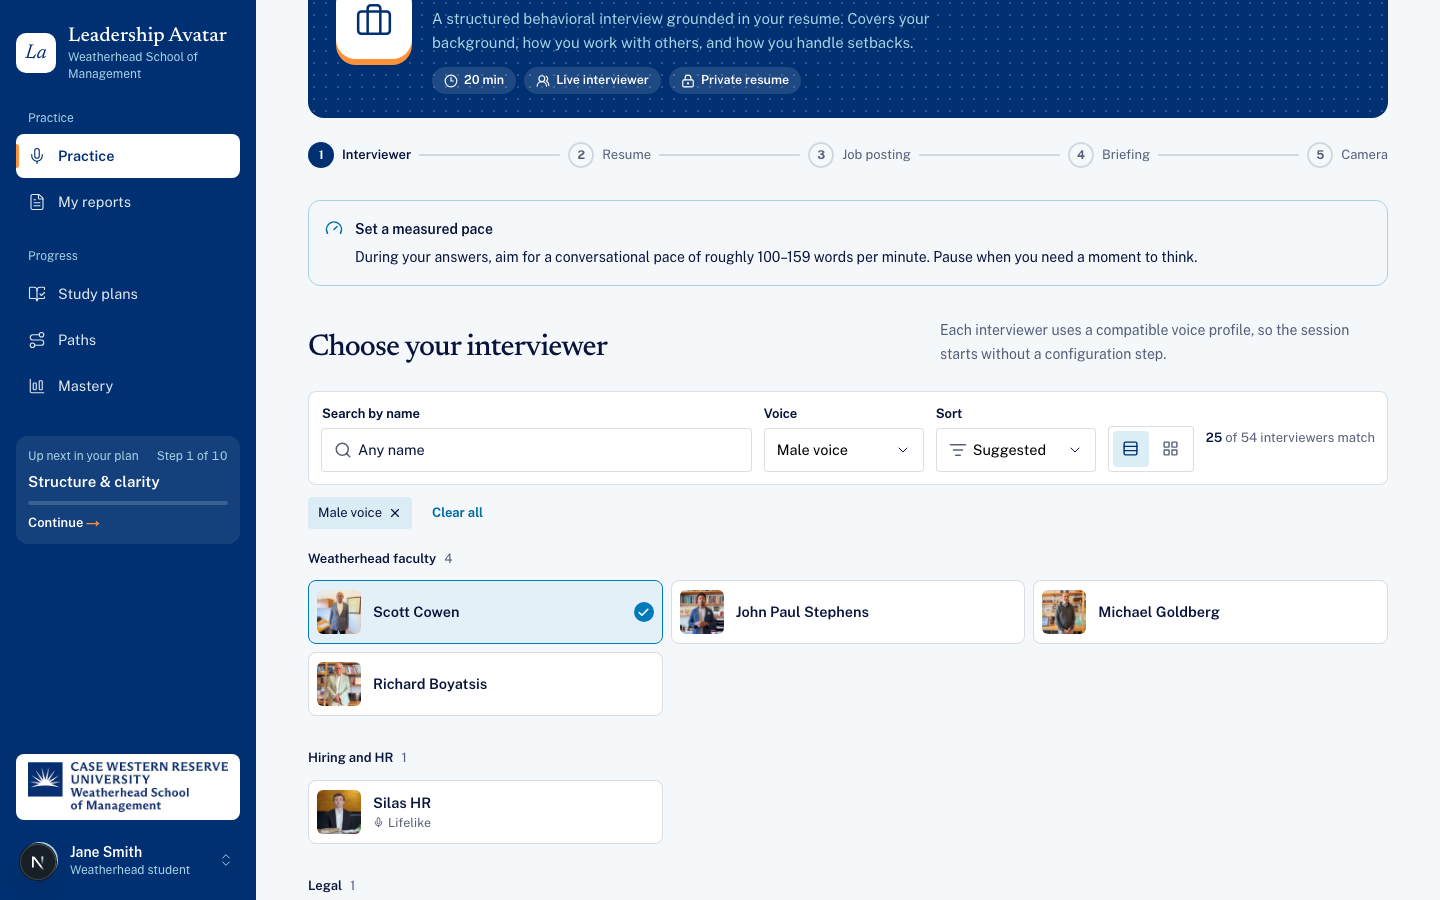 La
Leadership Avatar
Weatherhead School of
Management
Practice
Practice
My reports
Progress
Study plans
Paths
Mastery
Up next in your plan
Step 1 of 10
Structure & clarity
Continue →
CASE WESTERN RESERVE
UNIVERSITY
Weatherhead School
of Management
N
Jane Smith
Weatherhead student
A structured behavioral interview grounded in your resume. Covers your
background, how you work with others, and how you handle setbacks.
20 min
Live interviewer
Private resume
1 Interviewer
2 Resume
3 Job posting
4 Briefing
5 Camera
Set a measured pace
During your answers, aim for a conversational pace of roughly 100–159 words per minute. Pause when you need a moment to think.
Choose your interviewer
Each interviewer uses a compatible voice profile, so the session
starts without a configuration step.
Search by name
Any name
Voice
Male voice
Sort
Suggested
25 of 54 interviewers match
Male voice
Clear all
Weatherhead faculty 4
Scott Cowen
John Paul Stephens
Michael Goldberg
Richard Boyatsis
Hiring and HR 1
Silas HR
Lifelike
Legal 1